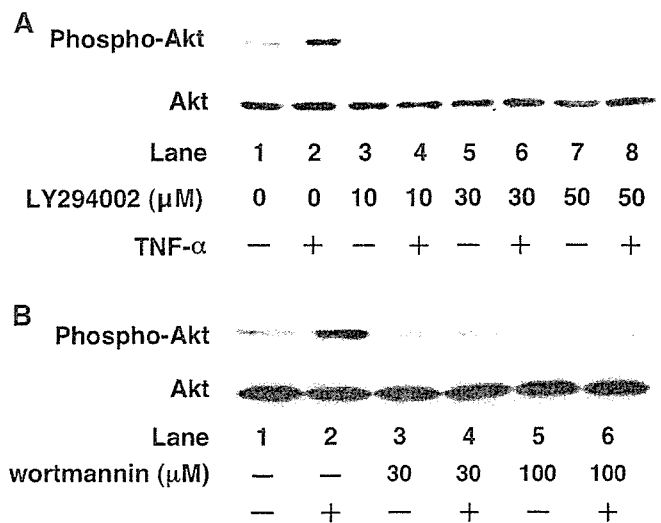 A
Phospho-Akt
Akt
Lane 1 2 3 4 5 6 7 8
LY294002 (μM) 0 0 10 10 30 30 50 50
TNF-α − + − + − + − +
B
Phospho-Akt
Akt
Lane 1 2 3 4 5 6
wortmannin (μM) − − 30 30 100 100
− + − + − +